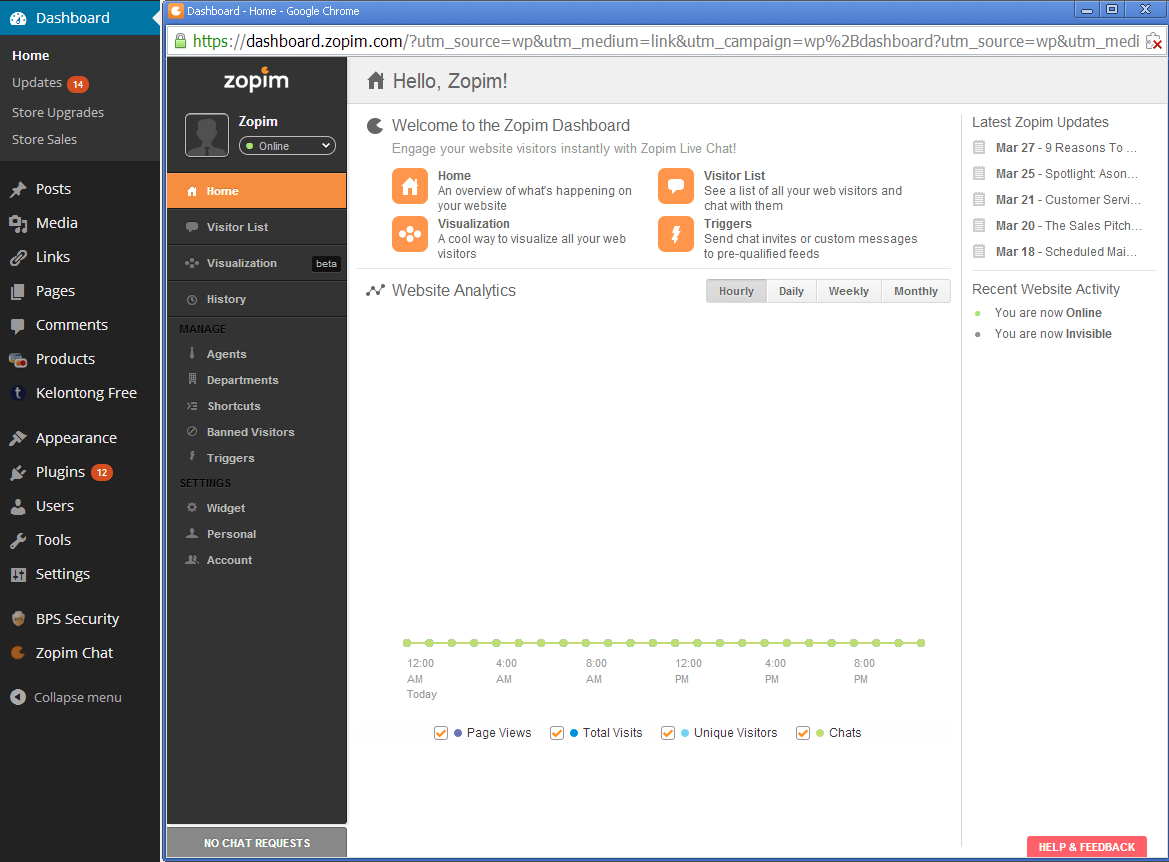 Dashboard
Home
Updates 14
Store Upgrades
Store Sales
Posts
Media
Links
Pages
Comments
Products
t Kelontong Free
Appearance
Plugins 12
Users
Tools
Settings
BPS Security
Zopim Chat
Collapse menu
Dashboard - Home - Google Chrome
https://dashboard.zopim.com/?utm_source=wp&utm_medium=link&utm_campaign=wp%2Bdashboard?utm_source=wp&utm_medi
zopim
Zopim
Online
Home
Visitor List
Visualization beta
History
MANAGE
Agents
Departments
Shortcuts
Banned Visitors
Triggers
SETTINGS
Widget
Personal
Account
NO CHAT REQUESTS
Hello, Zopim!
Welcome to the Zopim Dashboard
Engage your website visitors instantly with Zopim Live Chat!
Home
An overview of what's happening on
your website
Visitor List
See a list of all your web visitors and
chat with them
Visualization
A cool way to visualize all your web
visitors
Triggers
Send chat invites or custom messages
to pre-qualified feeds
Website Analytics
Hourly Daily Weekly Monthly
12:00 4:00 8:00 12:00 4:00 8:00
AM AM AM PM PM PM
Today
Page Views Total Visits Unique Visitors Chats
Latest Zopim Updates
Mar 27 - 9 Reasons To ...
Mar 25 - Spotlight: Ason...
Mar 21 - Customer Servi...
Mar 20 - The Sales Pitch...
Mar 18 - Scheduled Mai...
Recent Website Activity
You are now Online
You are now Invisible
HELP & FEEDBACK